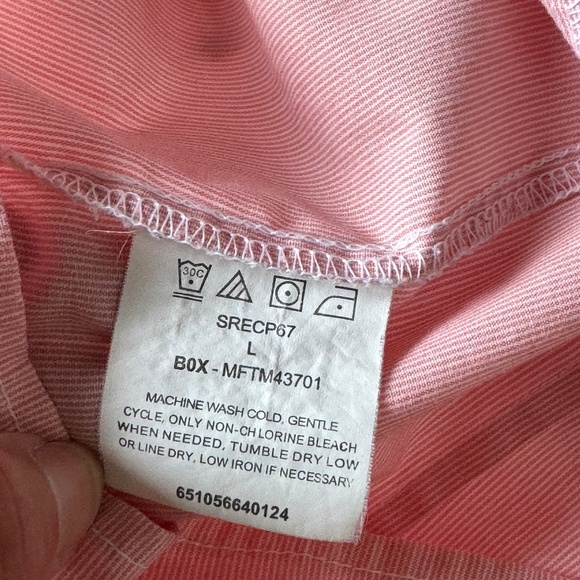 30C
SRECP67
L
B0X - MFTM43701
MACHINE WASH COLD, GENTLE
CYCLE, ONLY NON-CHLORINE BLEACH
WHEN NEEDED, TUMBLE DRY LOW
OR LINE DRY, LOW IRON IF NECESSARY
651056640124